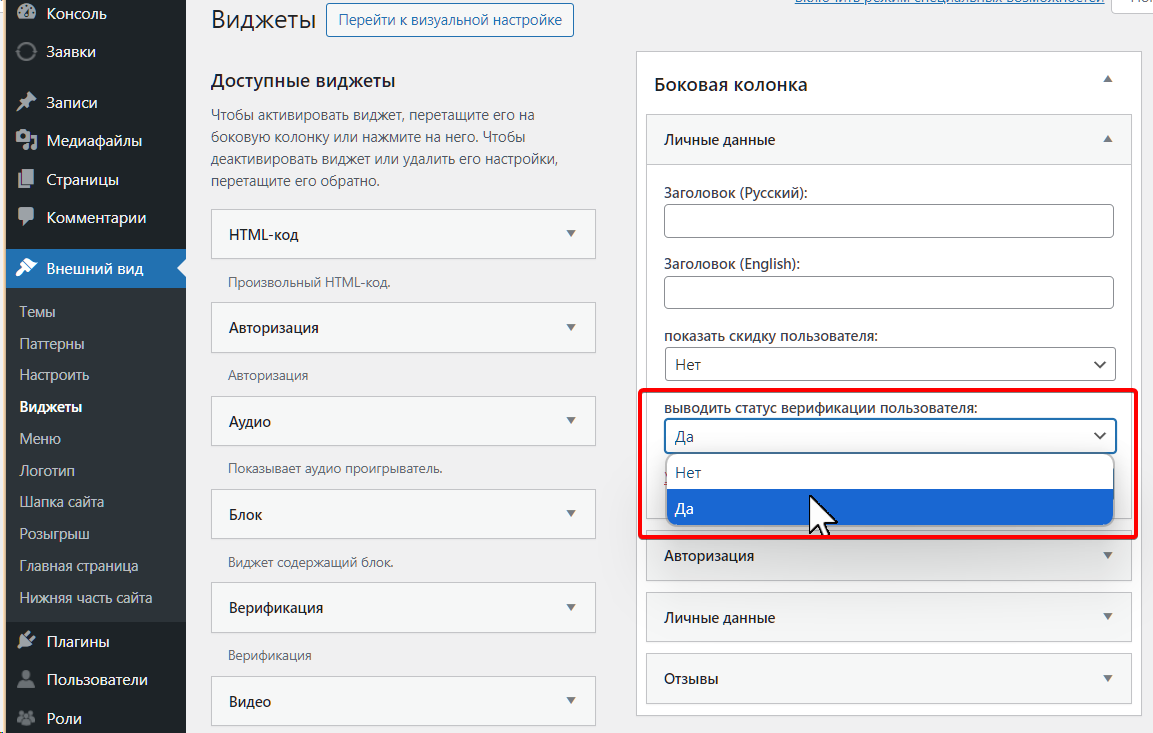 Консоль
Заявки
Записи
Медиафайлы
Страницы
Комментарии
Внешний вид
Темы
Паттерны
Настроить
Виджеты
Меню
Логотип
Шапка сайта
Розыгрыш
Главная страница
Нижняя часть сайта
Плагины
Пользователи
Роли
Включить режим специальных возможностей
Виджеты
Перейти к визуальной настройке
Доступные виджеты
Чтобы активировать виджет, перетащите его на
боковую колонку или нажмите на него. Чтобы
деактивировать виджет или удалить его настройки,
перетащите его обратно.
HTML-код
Произвольный HTML-код.
Авторизация
Авторизация
Аудио
Показывает аудио проигрыватель.
Блок
Виджет содержащий блок.
Верификация
Верификация
Видео
Боковая колонка
Личные данные
Заголовок (Русский):
Заголовок (English):
показать скидку пользователя:
Нет
выводить статус верификации пользователя:
Да
Нет
Да
Авторизация
Личные данные
Отзывы